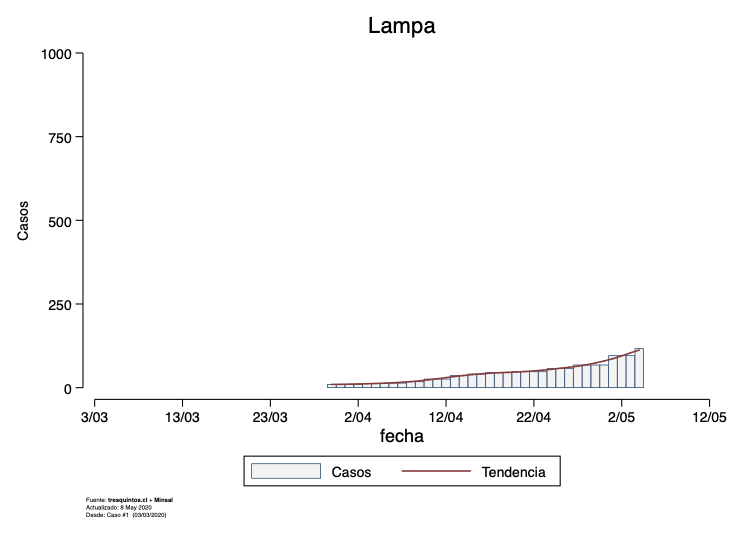 Lampa
1000
750
500
250
0
Casos
3/03 13/03 23/03 2/04 12/04 22/04 2/05 12/05
fecha
Casos Tendencia
Fuente: tresquintos.cl + Minsal
Actualizado: 8 May 2020
Desde: Caso #1 (03/03/2020)